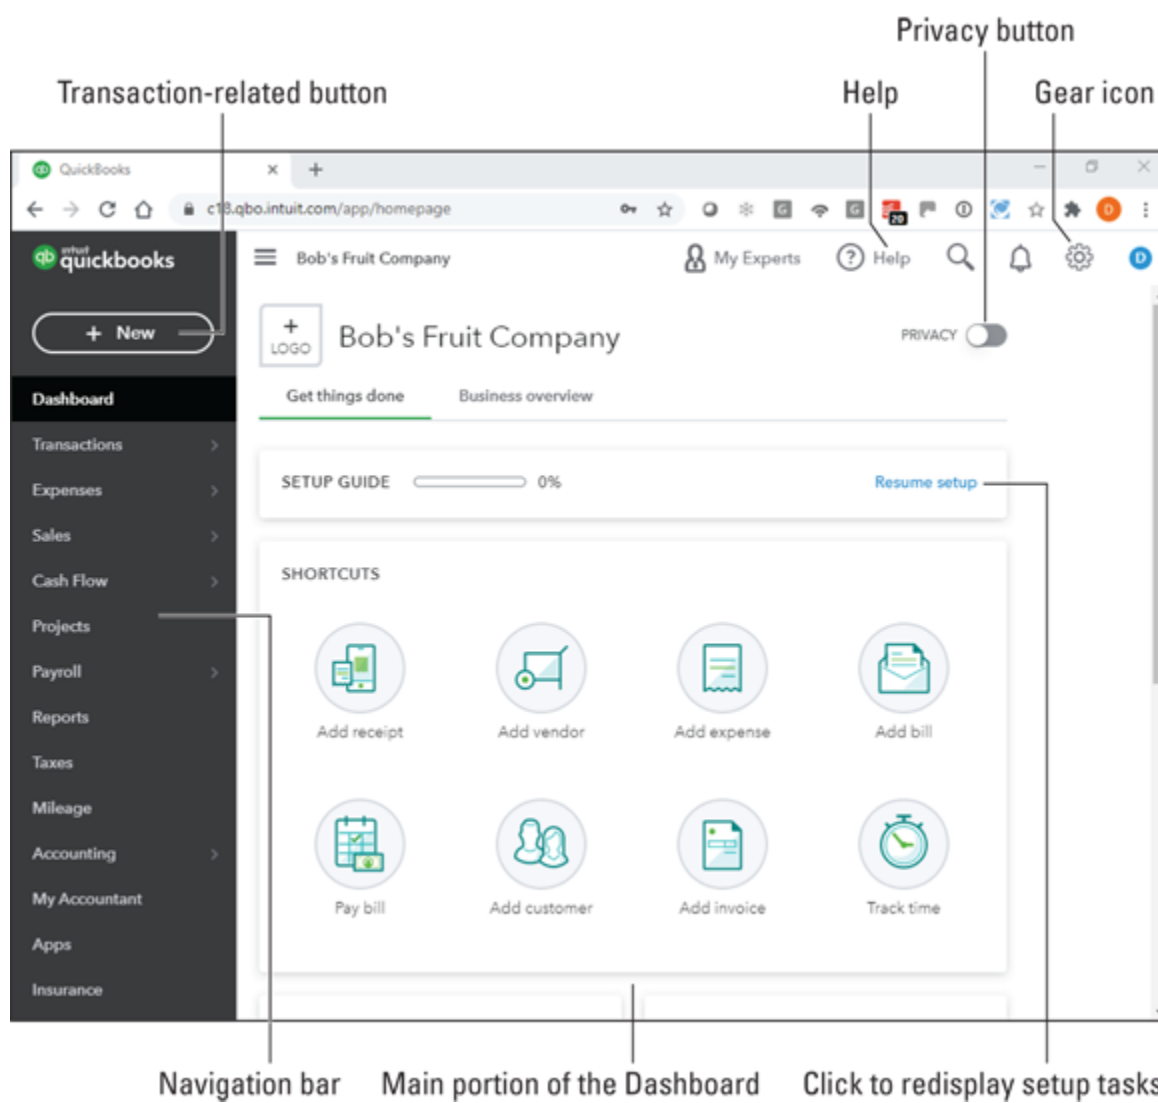 Privacy button
Transaction-related button
Help
Gear icon
QuickBooks
c18.qbo.intuit.com/app/homepage
20
D
intuit
qb quickbooks
Bob's Fruit Company
My Experts
? Help
D
+ New
+
LOGO
Bob's Fruit Company
PRIVACY
Dashboard
Get things done
Business overview
Transactions
Expenses
SETUP GUIDE
0%
Resume setup
Sales
Cash Flow
SHORTCUTS
Projects
Payroll
Reports
Add receipt
Add vendor
Add expense
Add bill
Taxes
Mileage
Accounting
My Accountant
Pay bill
Add customer
Add invoice
Track time
Apps
Insurance
Navigation bar
Main portion of the Dashboard
Click to redisplay setup tasks